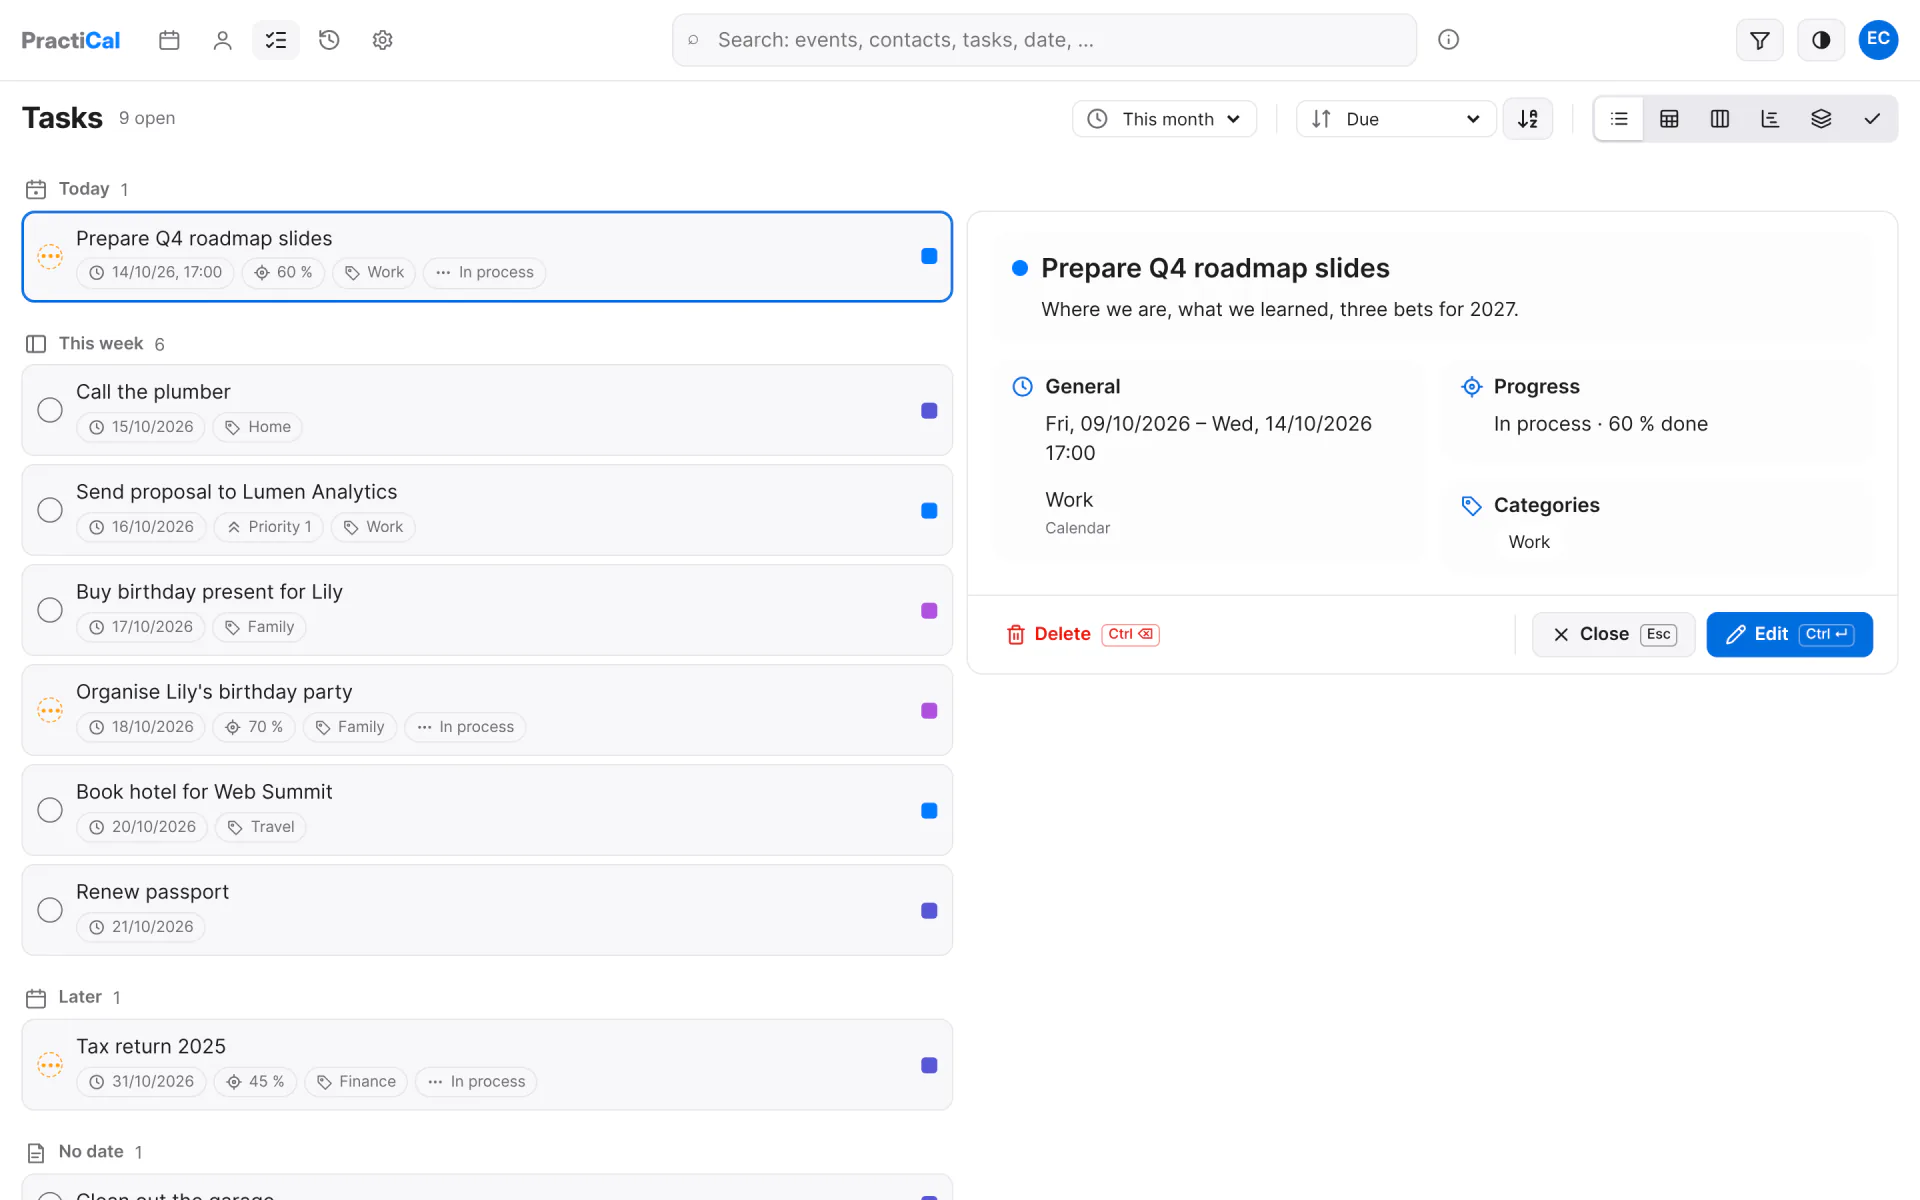 PractiCal
Search: events, contacts, tasks, date, ...
EC
Tasks 9 open
This month
Due
Today 1
Prepare Q4 roadmap slides
14/10/26, 17:00 60 % Work In process
This week 6
Call the plumber
15/10/2026 Home
Send proposal to Lumen Analytics
16/10/2026 Priority 1 Work
Buy birthday present for Lily
17/10/2026 Family
Organise Lily's birthday party
18/10/2026 70 % Family In process
Book hotel for Web Summit
20/10/2026 Travel
Renew passport
21/10/2026
Later 1
Tax return 2025
31/10/2026 45 % Finance In process
No date 1
Clean out the garage
Prepare Q4 roadmap slides
Where we are, what we learned, three bets for 2027.
General
Fri, 09/10/2026 – Wed, 14/10/2026
17:00
Work
Calendar
Progress
In process · 60 % done
Categories
Work
Delete Ctrl ⌫
Close Esc
Edit Ctrl ↵